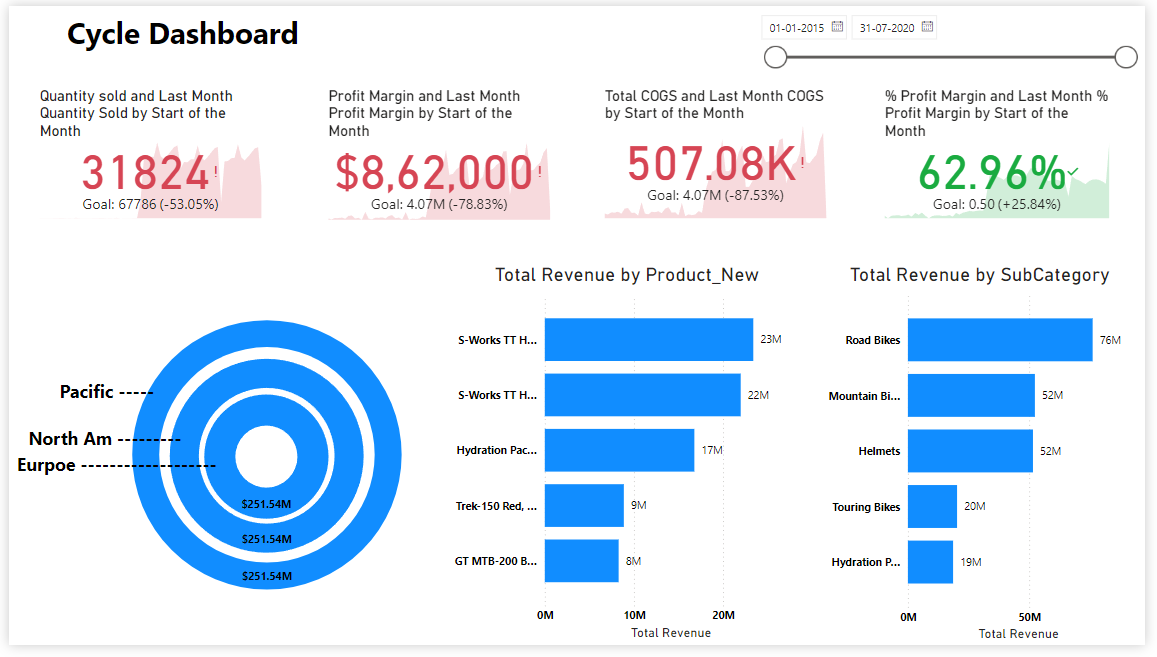 Cycle Dashboard
01-01-2015
31-07-2020
Quantity sold and Last Month
Quantity Sold by Start of the
Month
31824!
Goal: 67786 (-53.05%)
Profit Margin and Last Month
Profit Margin by Start of the
Month
$8,62,000!
Goal: 4.07M (-78.83%)
Total COGS and Last Month COGS
by Start of the Month
507.08K!
Goal: 4.07M (-87.53%)
% Profit Margin and Last Month %
Profit Margin by Start of the
Month
62.96%✓
Goal: 0.50 (+25.84%)
Pacific -----
North Am ---------
Eurpoe -------------------
$251.54M
$251.54M
$251.54M
Total Revenue by Product_New
S-Works TT H... 23M
S-Works TT H... 22M
Hydration Pac... 17M
Trek-150 Red, ... 9M
GT MTB-200 B... 8M
0M 10M 20M
Total Revenue
Total Revenue by SubCategory
Road Bikes 76M
Mountain Bi... 52M
Helmets 52M
Touring Bikes 20M
Hydration P... 19M
0M 50M
Total Revenue